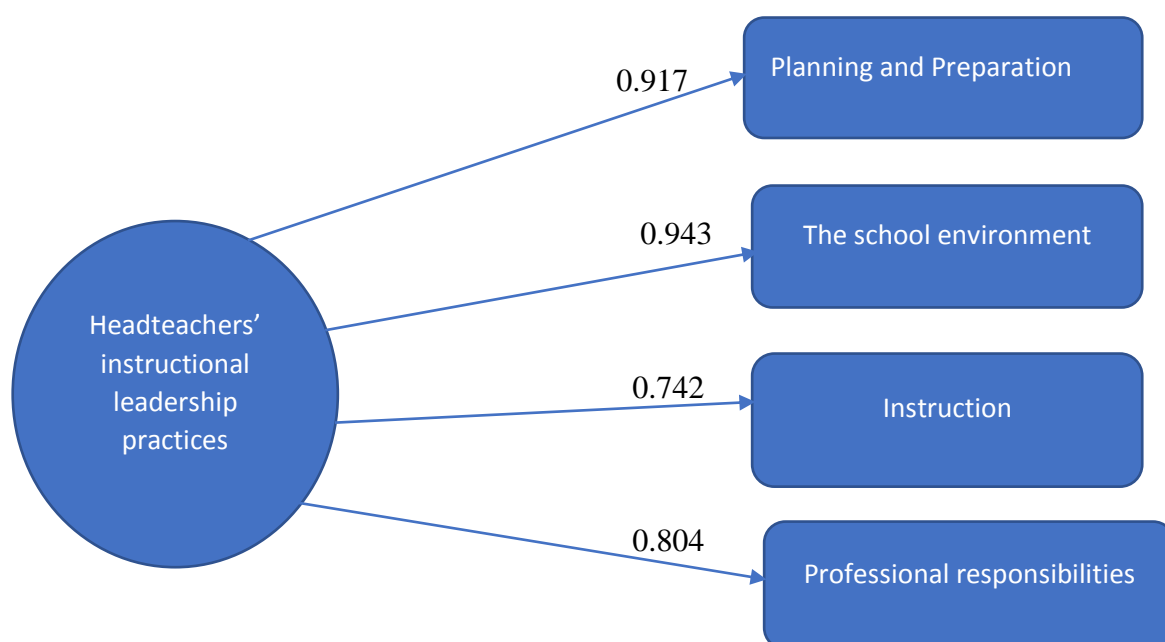 0.917
Planning and Preparation
0.943
The school environment
Headteachers’
instructional
leadership
practices
0.742
Instruction
0.804
Professional responsibilities